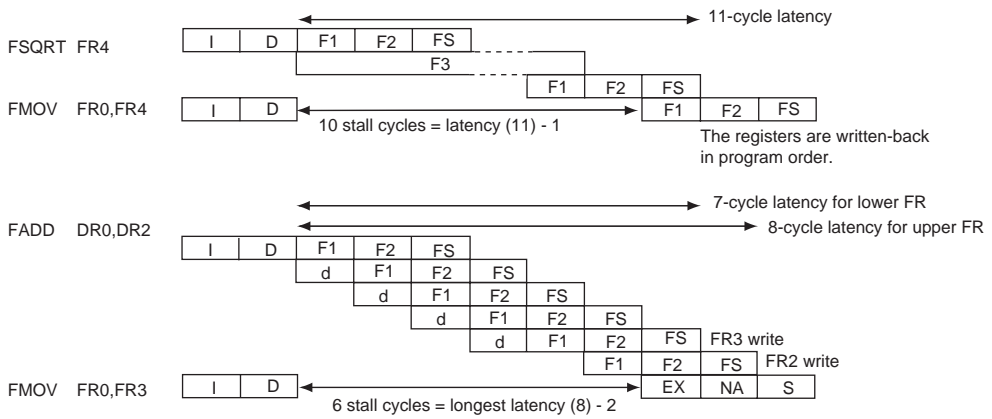 11-cycle latency
FSQRT FR4 I D F1 F2 FS
F3
F1 F2 FS
FMOV FR0,FR4 I D F1 F2 FS
10 stall cycles = latency (11) - 1
The registers are written-back
in program order.
7-cycle latency for lower FR
FADD DR0,DR2 8-cycle latency for upper FR
I D F1 F2 FS
d F1 F2 FS
d F1 F2 FS
d F1 F2 FS
d F1 F2 FS FR3 write
F1 F2 FS FR2 write
FMOV FR0,FR3 I D EX NA S
6 stall cycles = longest latency (8) - 2